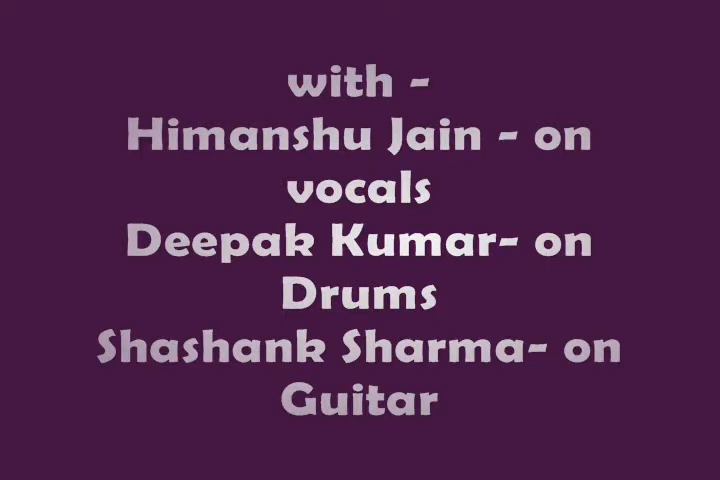 with -
Himanshu Jain - on
vocals
Deepak Kumar- on
Drums
Shashank Sharma- on
Guitar